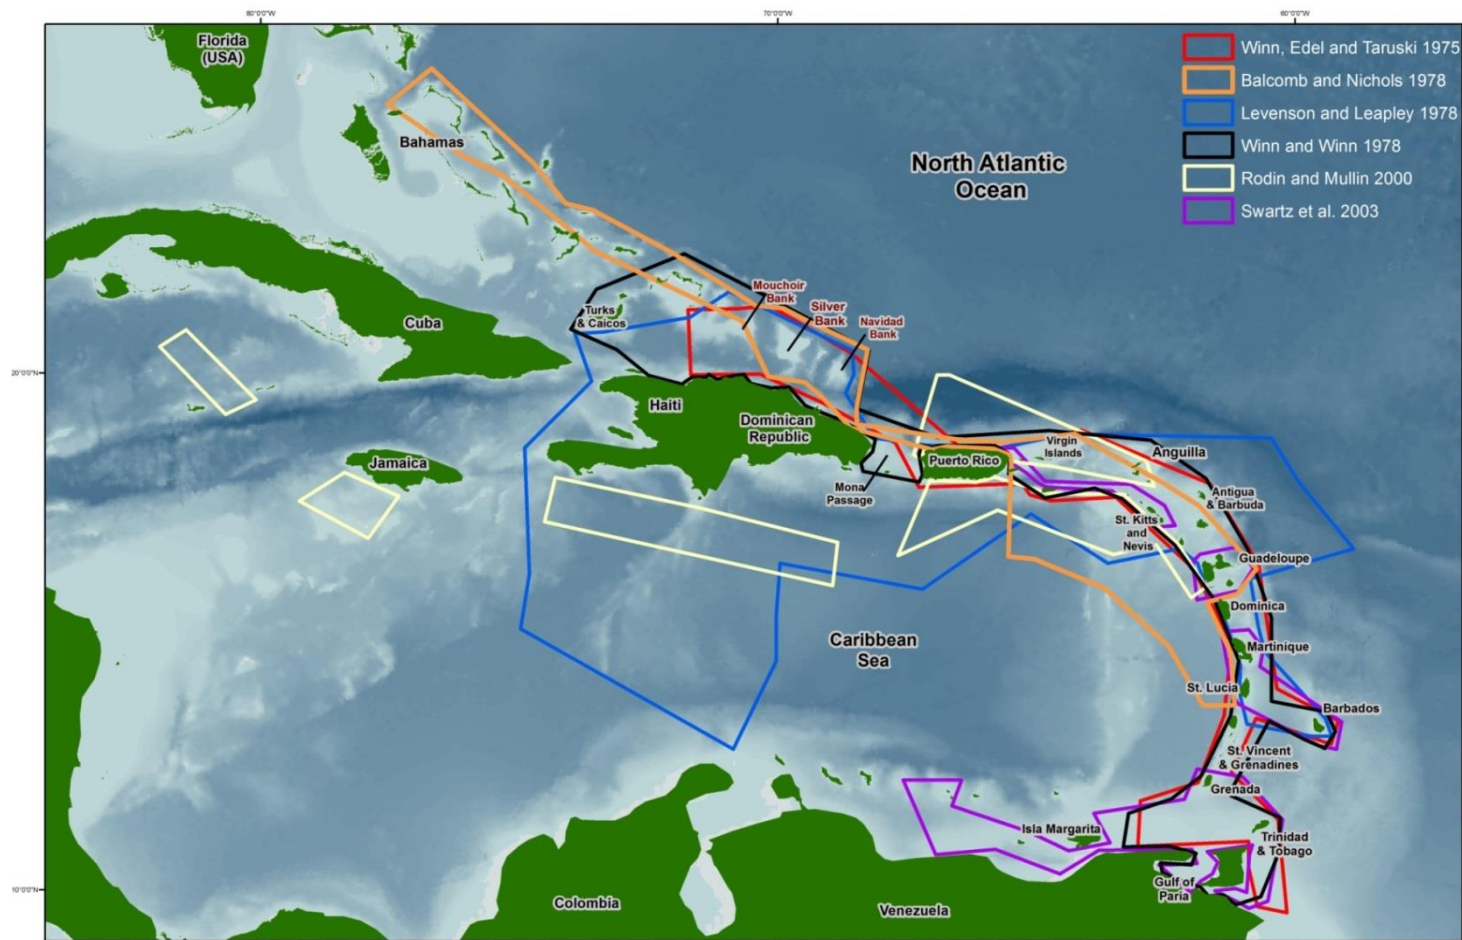 80°0'0"W
70°0'0"W
60°0'0"W
Florida
(USA)
Winn, Edel and Taruski 1975
Balcomb and Nichols 1978
Levenson and Leapley 1978
Winn and Winn 1978
Rodin and Mullin 2000
Swartz et al. 2003
Bahamas
North Atlantic
Ocean
Mouchoir
Bank
Silver
Bank
Navidad
Bank
Turks
& Caicos
Cuba
20°0'0"N
Haiti
Dominican
Republic
Jamaica
Puerto Rico
Virgin
Islands
Anguilla
Mona
Passage
Antigua
& Barbuda
St. Kitts
and
Nevis
Guadeloupe
Dominica
Martinique
Caribbean
Sea
St. Lucia
Barbados
St. Vincent
& Grenadines
Grenada
Isla Margarita
Trinidad
& Tobago
Gulf of
Paria
10°0'0"N
Colombia
Venezuela